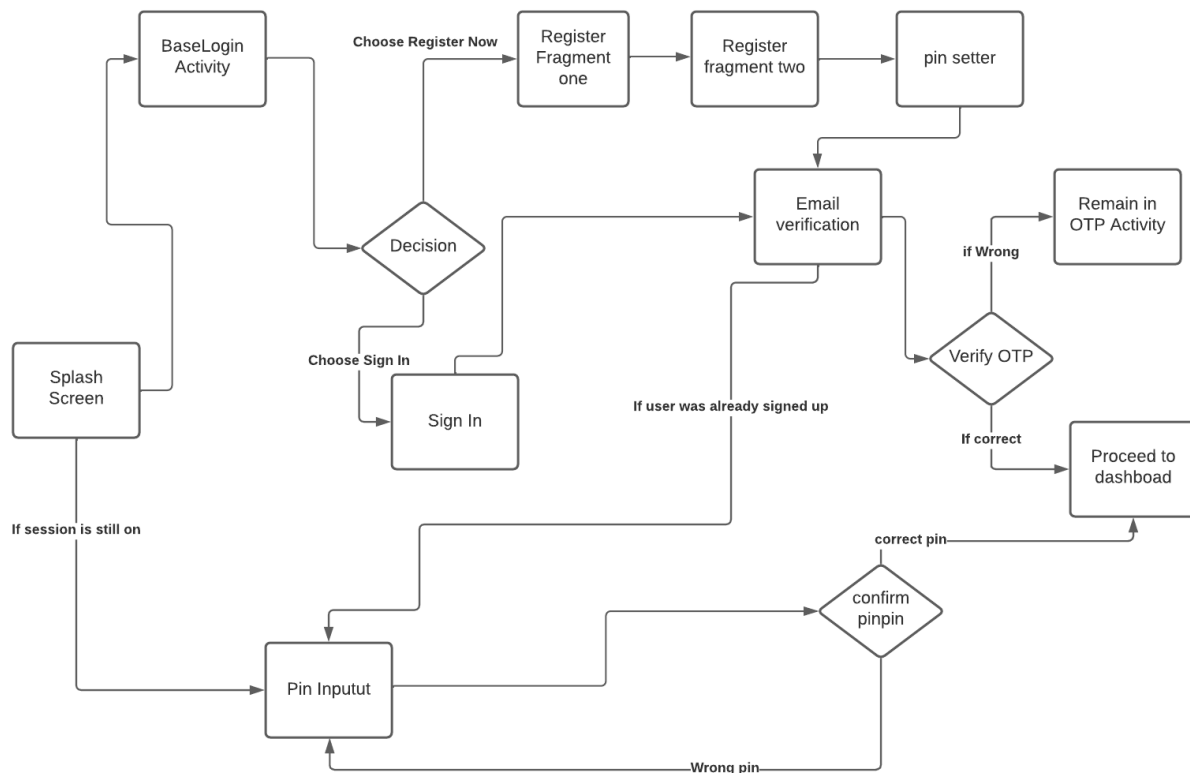 BaseLogin
Activity
Choose Register Now
Register
Fragment
one
Register
fragment two
pin setter
Email
verification
Remain in
OTP Activity
if Wrong
Decision
Verify OTP
Choose Sign In
Splash
Screen
Sign In
If user was already signed up
If correct
Proceed to
dashboad
If session is still on
correct pin
confirm
pinpin
Pin Inputut
Wrong pin